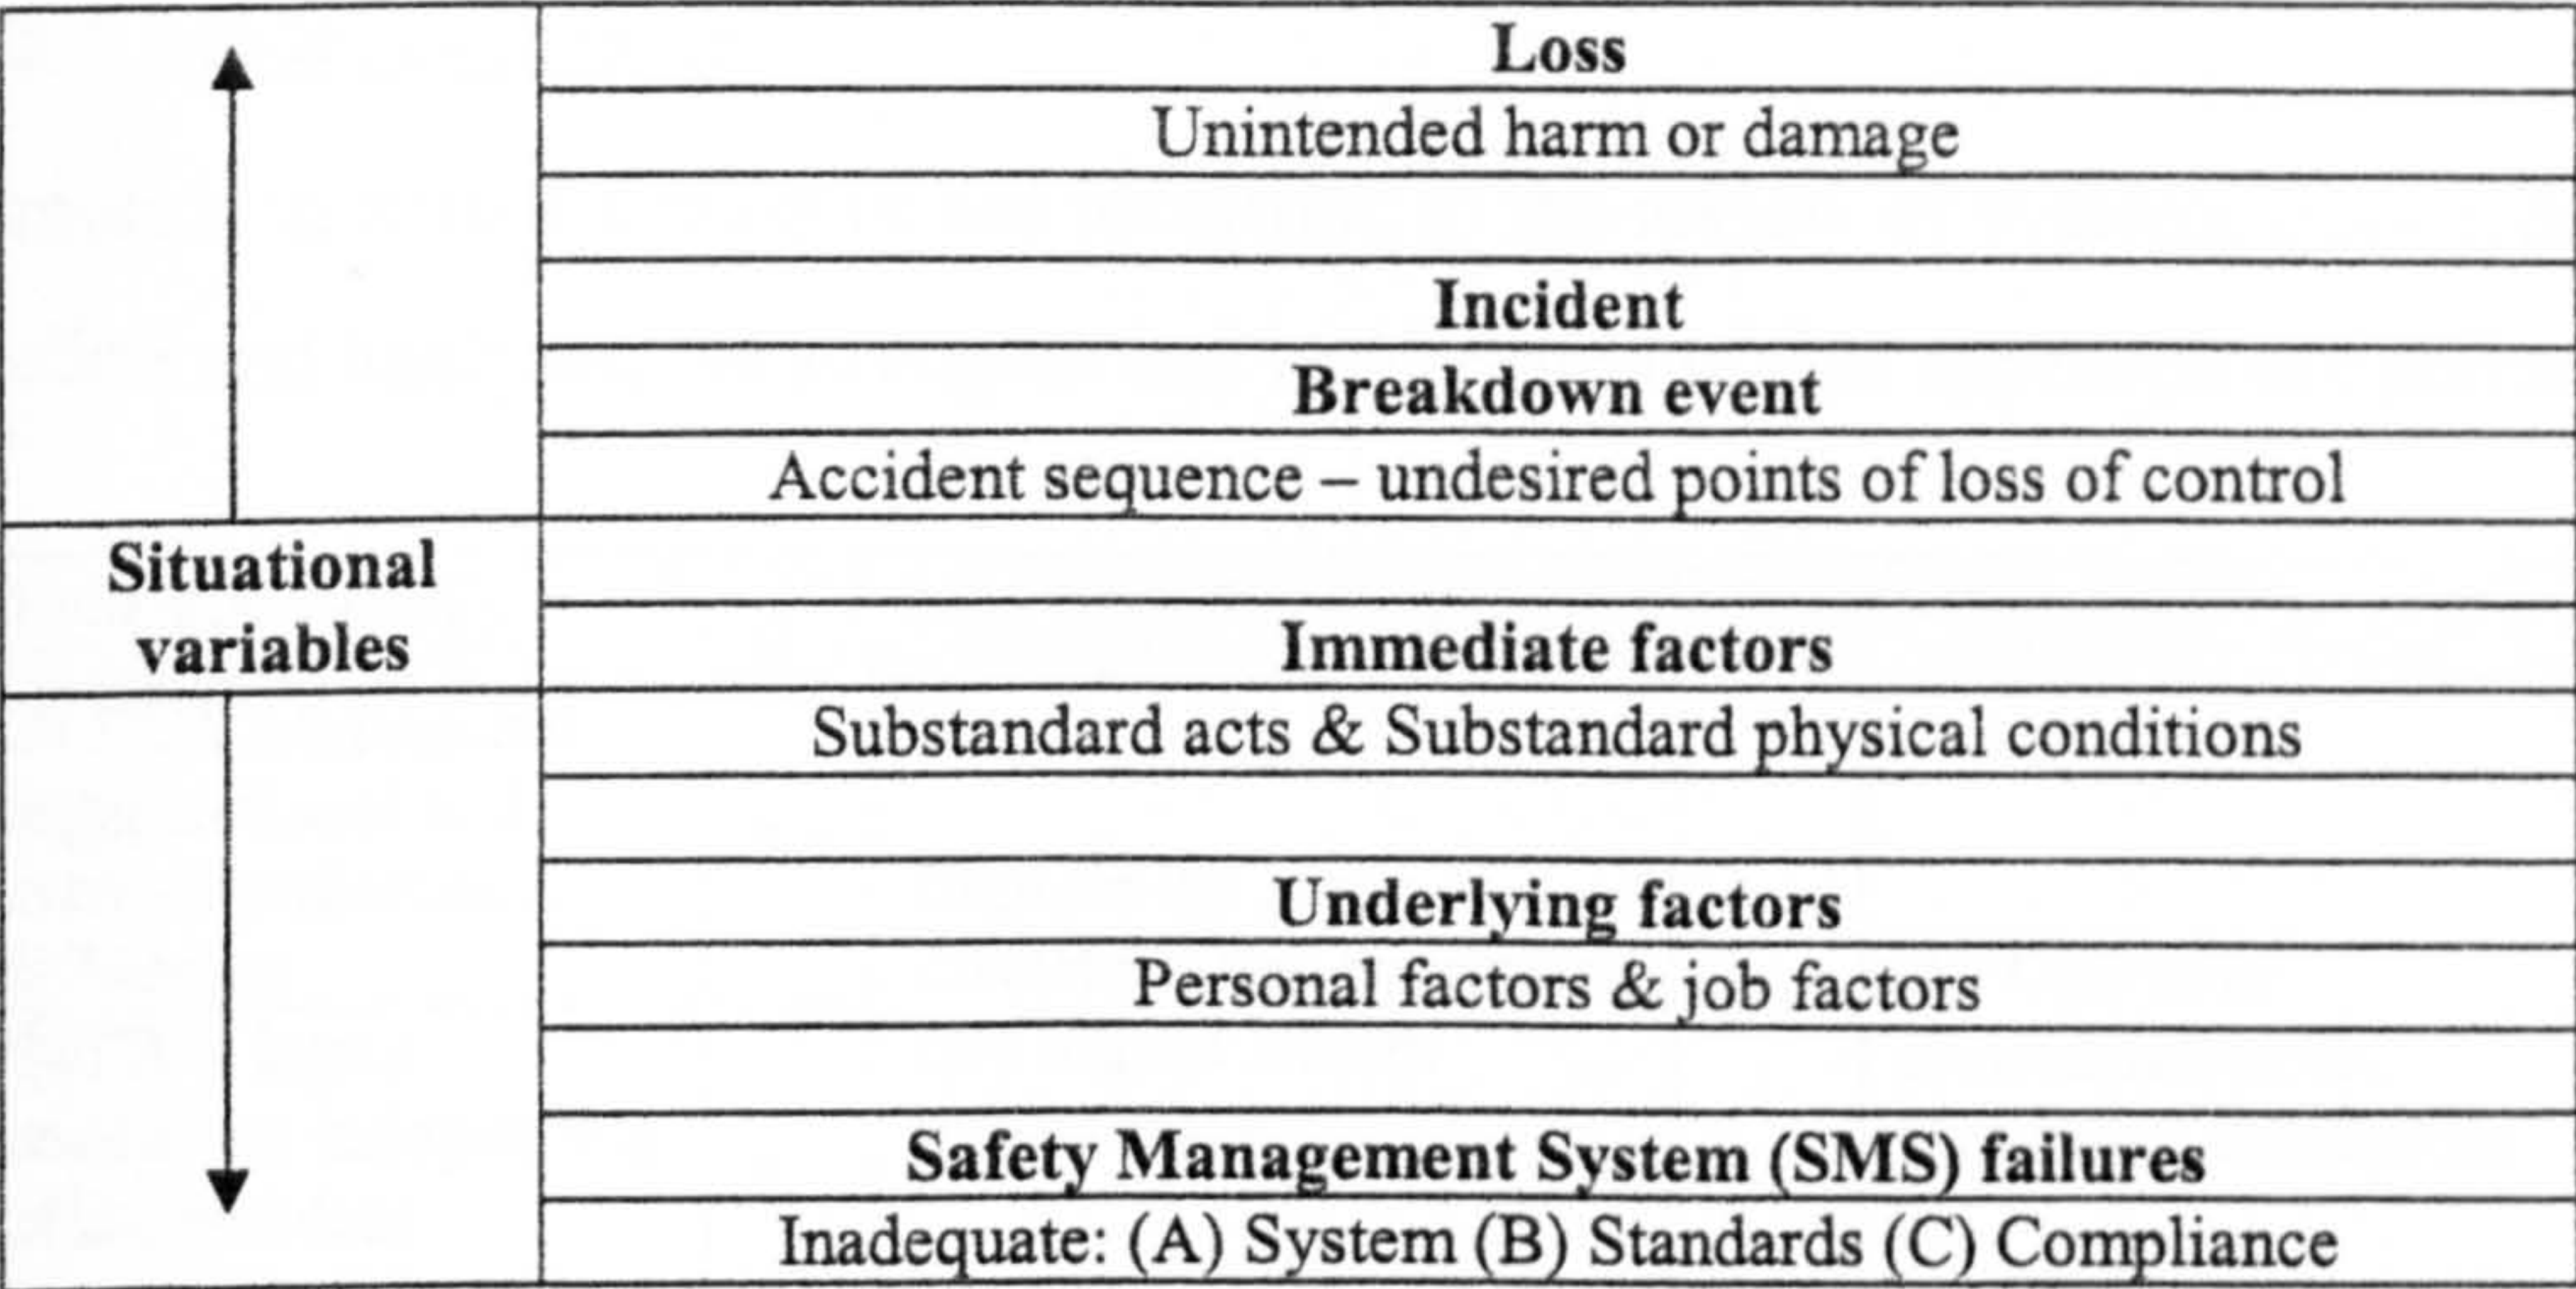 Loss
Unintended harm or damage
Incident
Breakdown event
Accident sequence – undesired points of loss of control
Situational
variables
Immediate factors
Substandard acts & Substandard physical conditions
Underlying factors
Personal factors & job factors
Safety Management System (SMS) failures
Inadequate: (A) System (B) Standards (C) Compliance